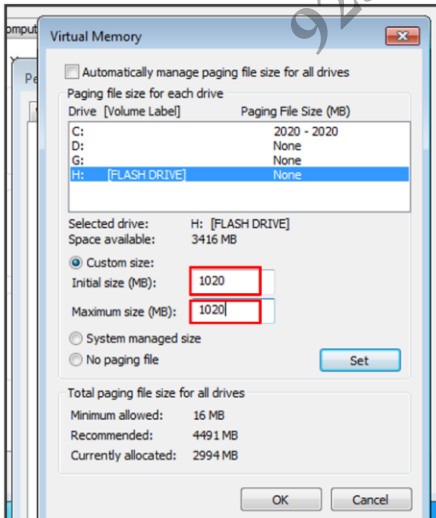 omput
Virtual Memory
Pe
Automatically manage paging file size for all drives
Paging file size for each drive
Drive [Volume Label] Paging File Size (MB)
C: 2020 - 2020
D: None
G: None
H: [FLASH DRIVE] None
Selected drive: H: [FLASH DRIVE]
Space available: 3416 MB
Custom size:
Initial size (MB): 1020
Maximum size (MB): 1020
System managed size
No paging file Set
Total paging file size for all drives
Minimum allowed: 16 MB
Recommended: 4491 MB
Currently allocated: 2994 MB
OK Cancel